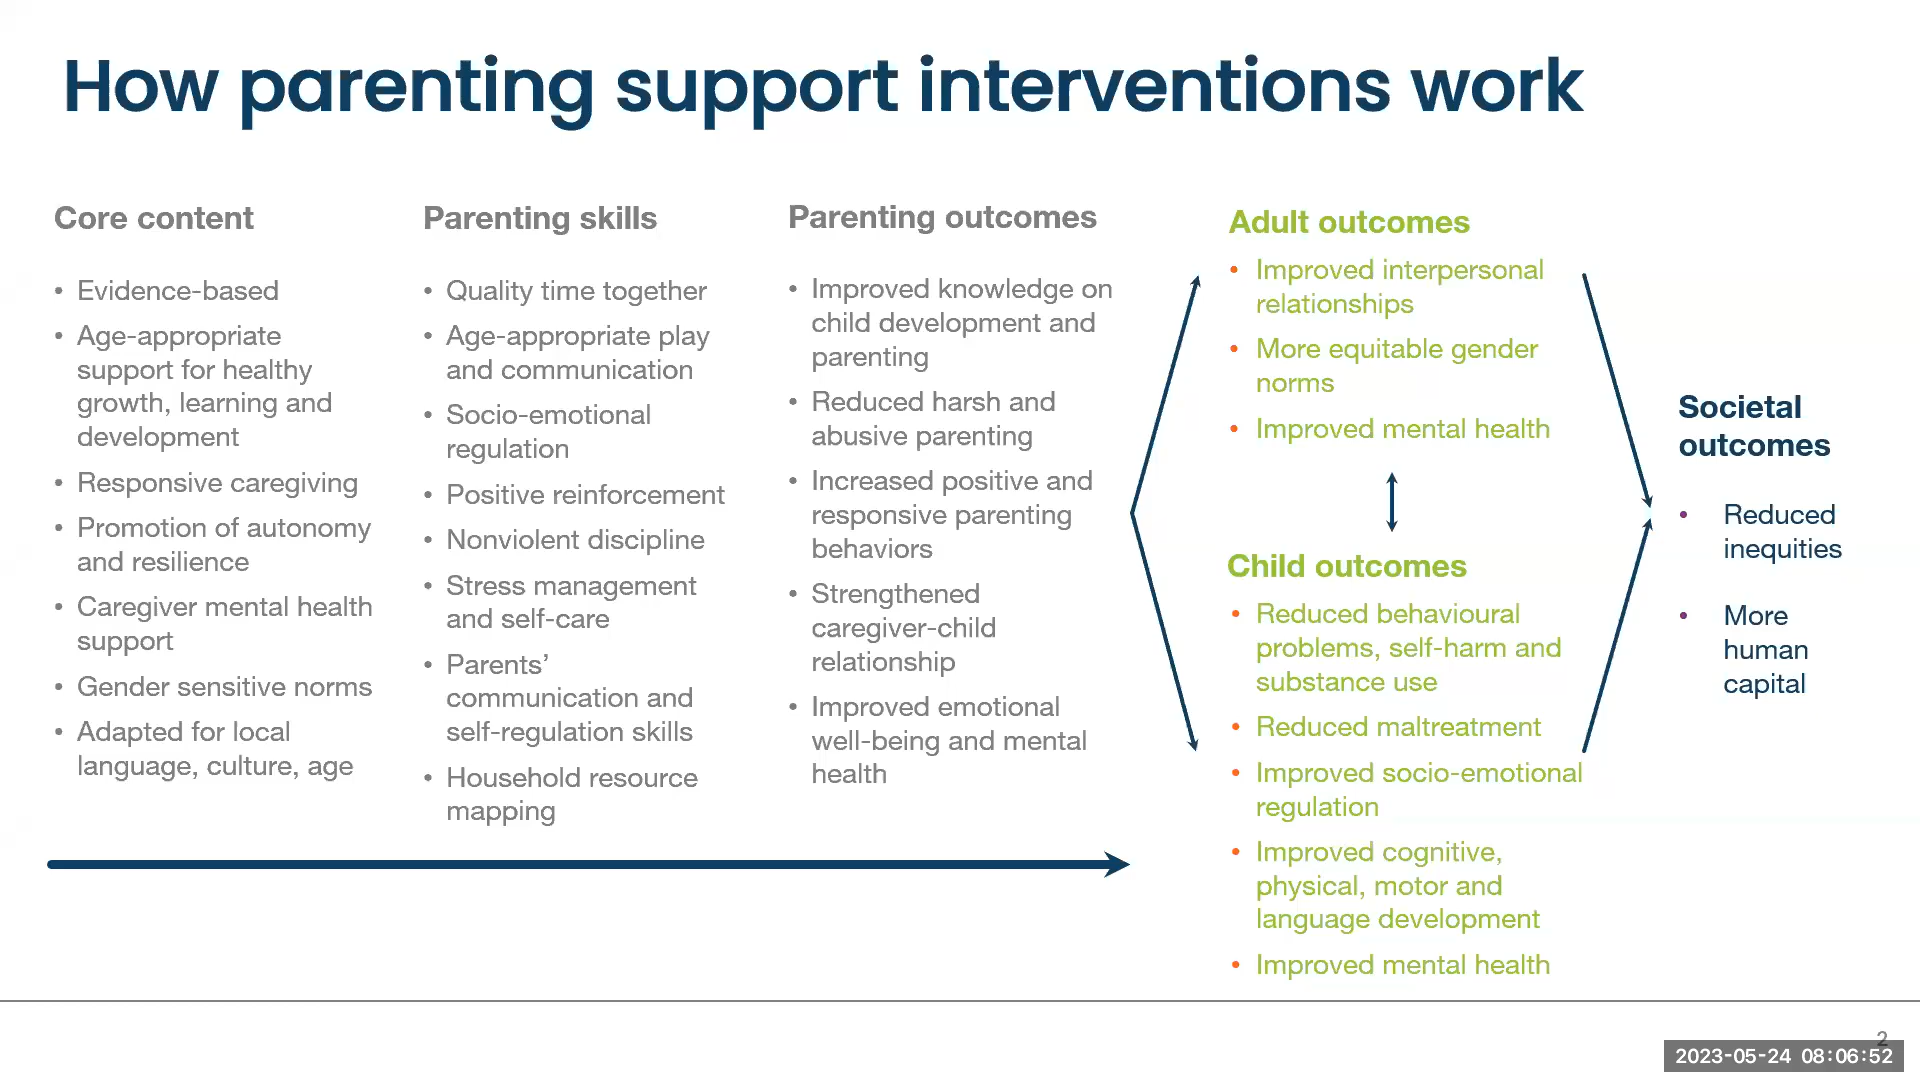 How parenting support interventions work
Core content
• Evidence-based
• Age-appropriate
support for healthy
growth, learning and
development
• Responsive caregiving
• Promotion of autonomy
and resilience
• Caregiver mental health
support
• Gender sensitive norms
• Adapted for local
language, culture, age
Parenting skills
• Quality time together
• Age-appropriate play
and communication
• Socio-emotional
regulation
• Positive reinforcement
• Nonviolent discipline
• Stress management
and self-care
• Parents’
communication and
self-regulation skills
• Household resource
mapping
Parenting outcomes
• Improved knowledge on
child development and
parenting
• Reduced harsh and
abusive parenting
• Increased positive and
responsive parenting
behaviors
• Strengthened
caregiver-child
relationship
• Improved emotional
well-being and mental
health
Adult outcomes
• Improved interpersonal
relationships
• More equitable gender
norms
• Improved mental health
Child outcomes
• Reduced behavioural
problems, self-harm and
substance use
• Reduced maltreatment
• Improved socio-emotional
regulation
• Improved cognitive,
physical, motor and
language development
• Improved mental health
Societal
outcomes
• Reduced
inequities
• More
human
capital
2
2023-05-24 08:06:52